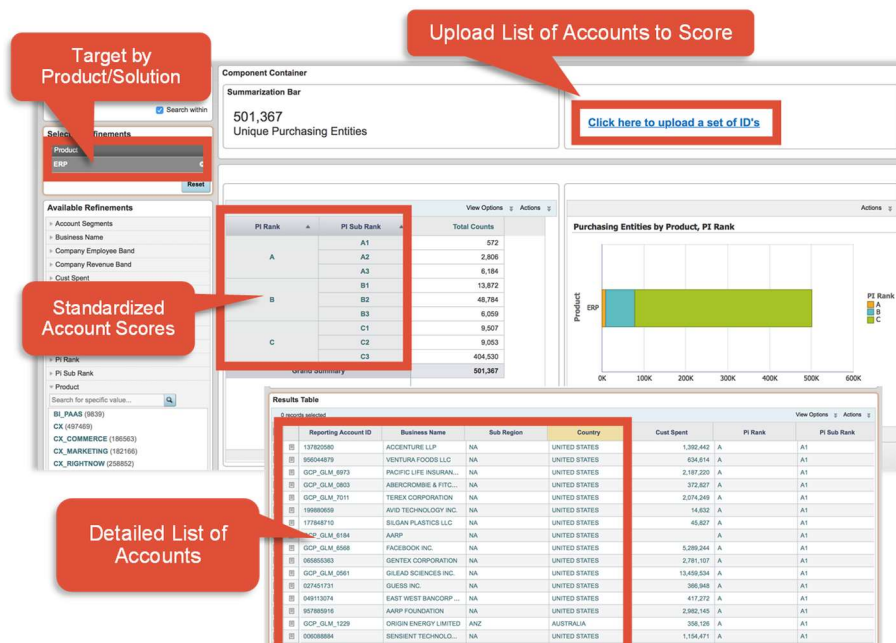 Upload List of Accounts to Score
Target by
Product/Solution
Component Container
Summarization Bar
501,367
Unique Purchasing Entities
Click here to upload a set of ID's
Search within
Product
ERP
Reset
Available Refinements
Account Segments
Business Name
Company Employee Band
Company Revenue Band
Cust Spent
Standardized
Account Scores
Pi Rank
Pi Sub Rank
Product
Search for specific value...
BI_PAAS (9839)
CX (497469)
CX_COMMERCE (186563)
CX_MARKETING (182166)
CX_RIGHTNOW (258852)
View Options Actions
PI Rank PI Sub Rank Total Counts
A1 572
A A2 2,806
A3 6,184
B1 13,872
B B2 48,784
B3 6,059
C1 9,507
C C2 9,053
C3 404,530
Grand Summary 501,367
Actions
Purchasing Entities by Product, PI Rank
Product
ERP
PI Rank
A
B
C
0K 100K 200K 300K 400K 500K 600K
Detailed List of
Accounts
Results Table
0 records selected View Options Actions
Reporting Account ID Business Name Sub Region Country Cust Spent Pi Rank Pi Sub Rank
137820580 ACCENTURE LLP NA UNITED STATES 1,392,442 A A1
956044879 VENTURA FOODS LLC NA UNITED STATES 634,614 A A1
GCP_GLM_8973 PACIFIC LIFE INSURAN... NA UNITED STATES 2,187,220 A A1
GCP_GLM_0803 ABERCROMBIE & FITC... NA UNITED STATES 372,827 A A1
GCP_GLM_7011 TEREX CORPORATION NA UNITED STATES 2,074,249 A A1
199880659 AVID TECHNOLOGY INC. NA UNITED STATES 14,632 A A1
177848710 SILGAN PLASTICS LLC NA UNITED STATES 45,827 A A1
GCP_GLM_6184 AARP NA UNITED STATES A A1
GCP_GLM_6568 FACEBOOK INC. NA UNITED STATES 5,289,244 A A1
065855363 GENTEX CORPORATION NA UNITED STATES 2,781,107 A A1
GCP_GLM_0561 GILEAD SCIENCES INC. NA UNITED STATES 13,459,534 A A1
027451731 GUESS INC. NA UNITED STATES 366,948 A A1
049113074 EAST WEST BANCORP ... NA UNITED STATES 417,272 A A1
957885916 AARP FOUNDATION NA UNITED STATES 2,982,145 A A1
GCP_GLM_1229 ORIGIN ENERGY LIMITED ANZ AUSTRALIA 358,126 A A1
006088884 SENSIENT TECHNOLO... NA UNITED STATES 1,154,471 A A1